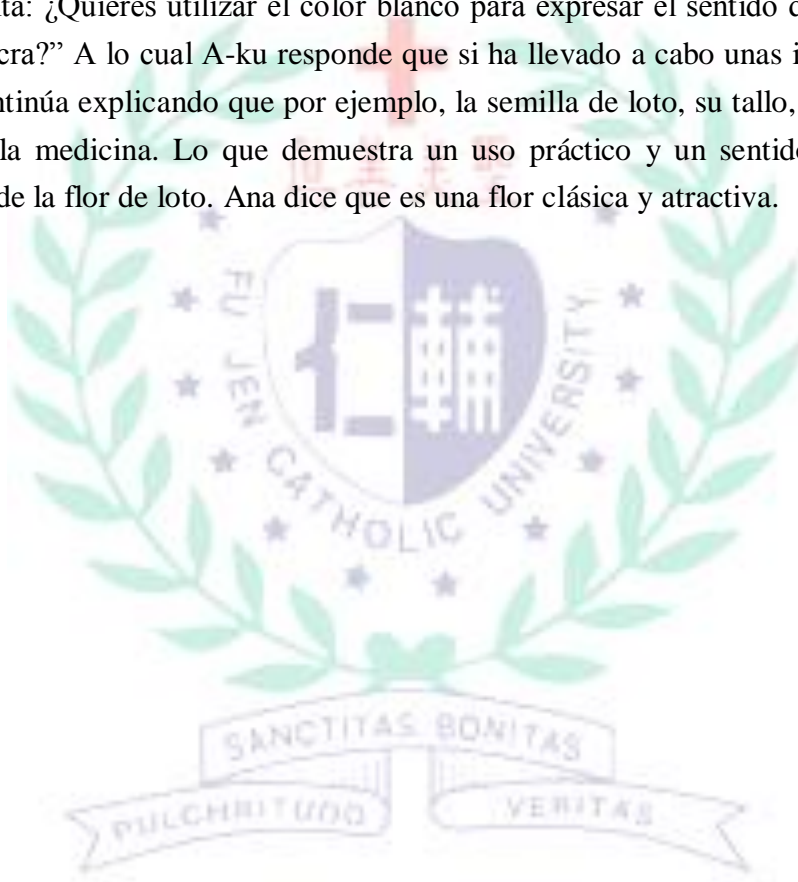 ta: ¿Quieres utilizar el color blanco para expresar el sentido
cra?” A lo cual A-ku responde que si ha llevado a cabo unas
ntinúa explicando que por ejemplo, la semilla de loto, su tallo,
la medicina. Lo que demuestra un uso práctico y un sentido
de la flor de loto. Ana dice que es una flor clásica y atractiva.
FU JEN CATHOLIC UNIVERSITY
SANCTITAS BONITAS
PULCHRITUDO VERITAS